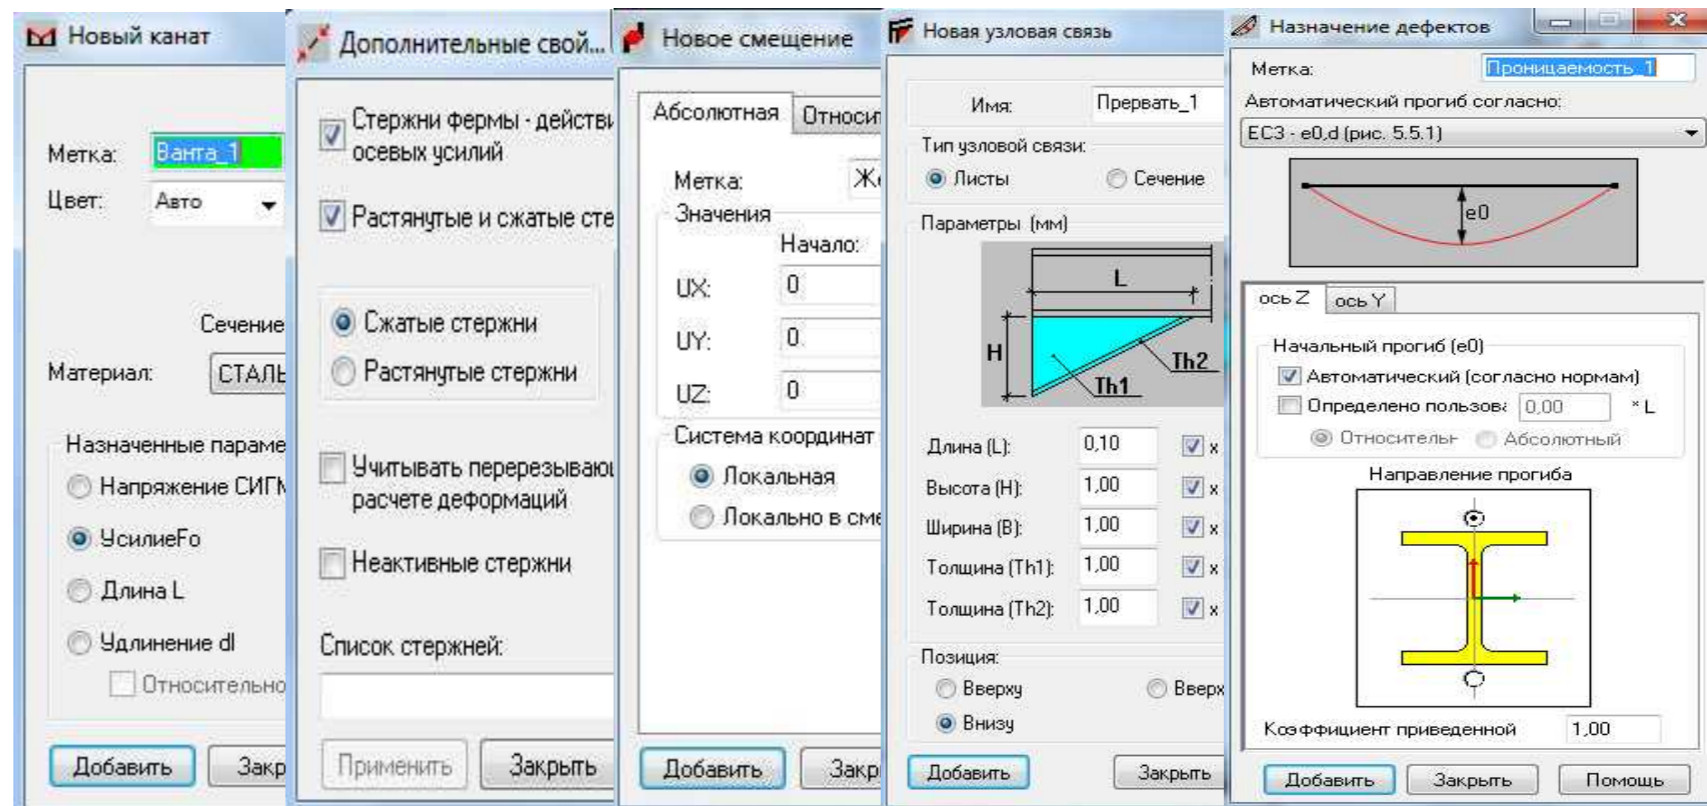 Новый канат
Метка:
Ванта_1
Цвет:
Авто
Сечение
Материал:
СТАЛЬ
Назначенные параме
Напряжение СИГМ
УсилиеFo
Длина L
Удлинение dl
Относительно
Добавить
Закр
Дополнительные свой...
Стержни фермы - действи
осевых усилий
Растянутые и сжатые сте
Сжатые стержни
Растянутые стержни
Учитывать перерезываю
расчете деформаций
Неактивные стержни
Список стержней:
Применить
Закрыть
Новое смещение
Абсолютная
Относит
Метка:
Же
Значения
Начало:
UX:
0
UY:
0
UZ:
0
Система координат
Локальная
Локально в сме
Добавить
Закр
Новая узловая связь
Имя:
Прервать_1
Тип узловой связи:
Листы
Сечение
Параметры (мм)
L
H
Th2
Th1
Длина (L):
0,10
x
Высота (H):
1,00
x
Ширина (B):
1,00
x
Толщина (Th1):
1,00
x
Толщина (Th2):
1,00
x
Позиция:
Вверху
Вверх
Внизу
Добавить
Закрыть
Назначение дефектов
Метка:
Проницаемость_1
Автоматический прогиб согласно:
EC3 - e0,d (рис. 5.5.1)
e0
ось Z
ось Y
Начальный прогиб (e0)
Автоматический (согласно нормам)
Определено пользова
0,00
* L
Относительн
Абсолютный
Направление прогиба
Коэффициент приведенной
1,00
Добавить
Закрыть
Помощь